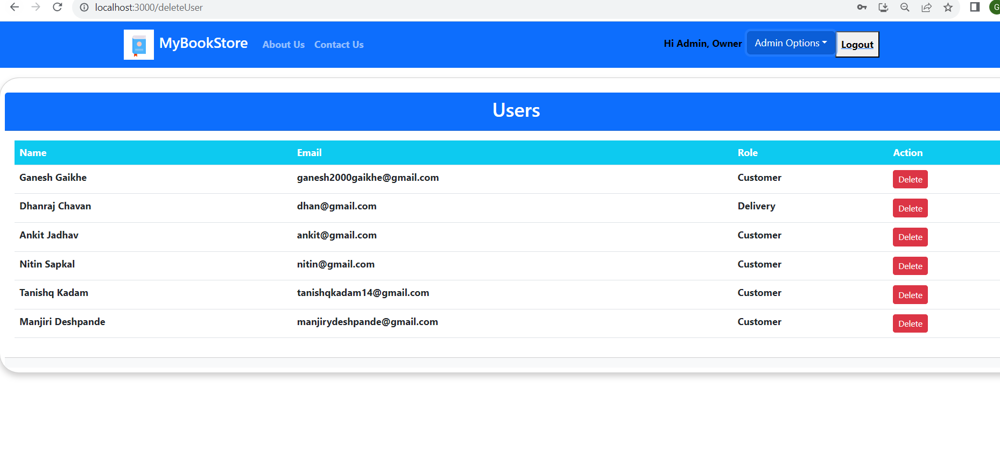 localhost:3000/deleteUser
G
MyBookStore About Us Contact Us Hi Admin, Owner Admin Options Logout
Users
Name Email Role Action
Ganesh Gaikhe ganesh2000gaikhe@gmail.com Customer Delete
Dhanraj Chavan dhan@gmail.com Delivery Delete
Ankit Jadhav ankit@gmail.com Customer Delete
Nitin Sapkal nitin@gmail.com Customer Delete
Tanishq Kadam tanishqkadam14@gmail.com Customer Delete
Manjiri Deshpande manjirydeshpande@gmail.com Customer Delete